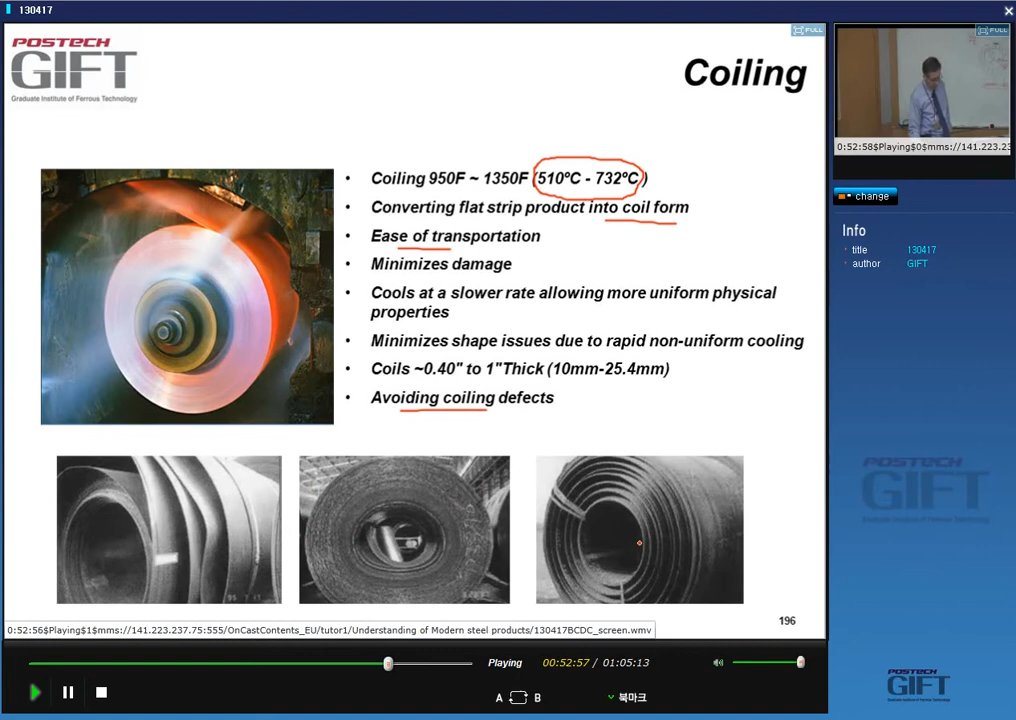 130417
POSTECH
GIFT
Graduate Institute of Ferrous Technology
FULL
Coiling
• Coiling 950F ~ 1350F (510ºC - 732ºC )
• Converting flat strip product into coil form
• Ease of transportation
• Minimizes damage
• Cools at a slower rate allowing more uniform physical
properties
• Minimizes shape issues due to rapid non-uniform cooling
• Coils ~0.40" to 1"Thick (10mm-25.4mm)
• Avoiding coiling defects
196
0:52:56$Playing$1$mms://141.223.237.75:555/OnCastContents_EU/tutor1/Understanding of Modern steel products/130417BCDC_screen.wmv
Playing 00:52:57 / 01:05:13
A B 북마크
FULL
0:52:58$Playing$0$mms://141.223.23
change
Info
title 130417
author GIFT
POSTECH
GIFT
POSTECH
GIFT